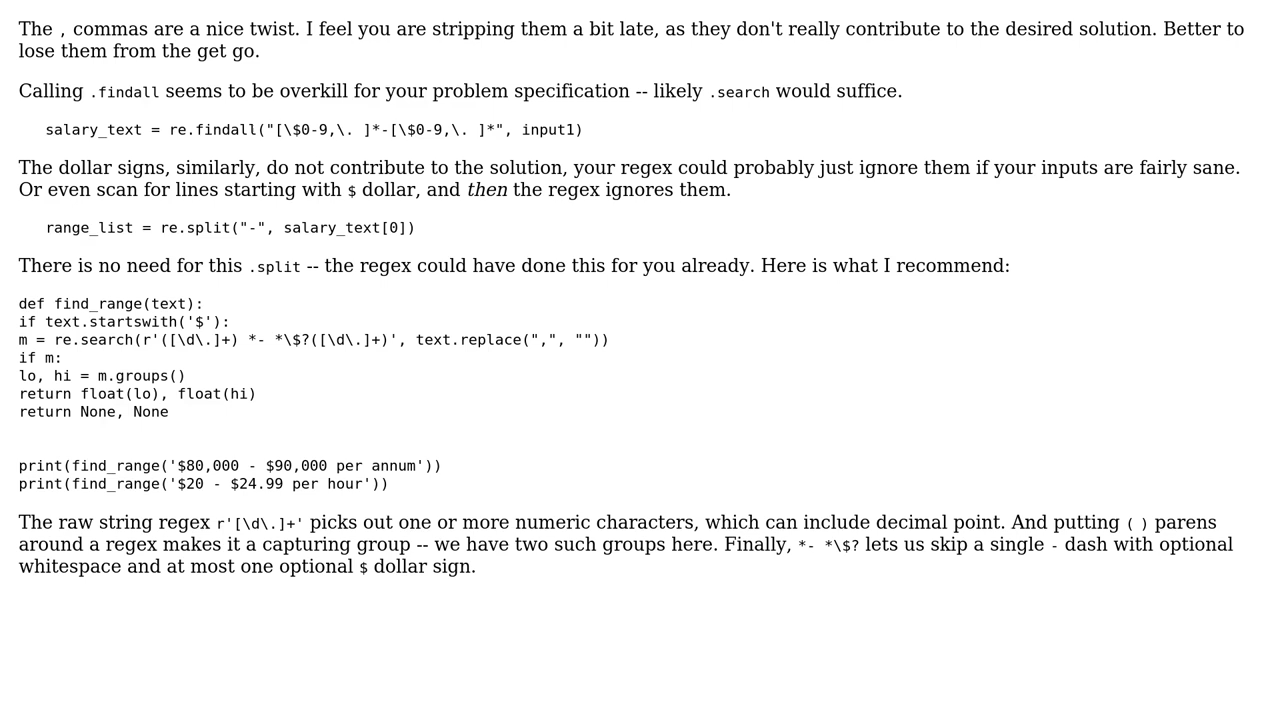 The , commas are a nice twist. I feel you are stripping them a bit late, as they don't really contribute to the desired solution. Better to
lose them from the get go.
Calling .findall seems to be overkill for your problem specification -- likely .search would suffice.
salary_text = re.findall("[\$0-9,\. ]*-[\$0-9,\. ]*", input1)
The dollar signs, similarly, do not contribute to the solution, your regex could probably just ignore them if your inputs are fairly sane.
Or even scan for lines starting with $ dollar, and then the regex ignores them.
range_list = re.split("-", salary_text[0])
There is no need for this .split -- the regex could have done this for you already. Here is what I recommend:
def find_range(text):
if text.startswith('$'):
m = re.search(r'([\d\.]+) *- *\$?([\d\.]+)', text.replace(",", ""))
if m:
lo, hi = m.groups()
return float(lo), float(hi)
return None, None
print(find_range('$80,000 - $90,000 per annum'))
print(find_range('$20 - $24.99 per hour'))
The raw string regex r'[\d\.]+' picks out one or more numeric characters, which can include decimal point. And putting ( ) parens
around a regex makes it a capturing group -- we have two such groups here. Finally, *- *\$? lets us skip a single - dash with optional
whitespace and at most one optional $ dollar sign.